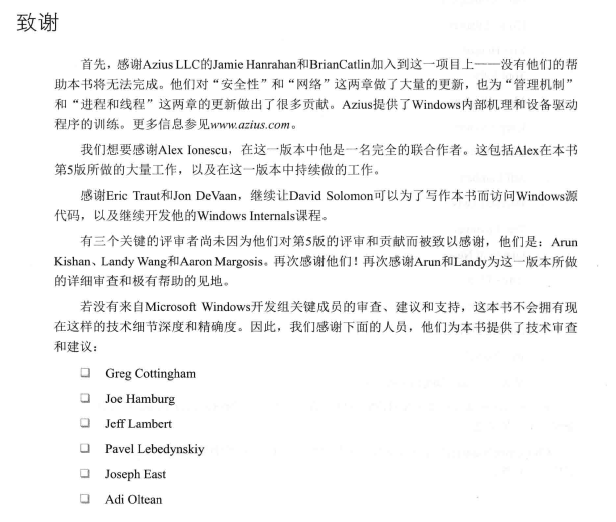 致谢
首先，感谢Azius LLC的Jamie Hanrahan和BrianCatlin加入到这一项目上——没有他们的帮
助本书将无法完成。他们对“安全性”和“网络”这两章做了大量的更新，也为“管理机制”
和“进程和线程”这两章的更新做出了很多贡献。Azius提供了Windows内部机理和设备驱动
程序的训练。更多信息参见www.azius.com。
我们想要感谢Alex Ionescu，在这一版本中他是一名完全的联合作者。这包括Alex在本书
第5版所做的大量工作，以及在这一版本中持续做的工作。
感谢Eric Traut和Jon DeVaan，继续让David Solomon可以为了写作本书而访问Windows源
代码，以及继续开发他的Windows Internals课程。
有三个关键的评审者尚未因为他们对第5版的评审和贡献而被致以感谢，他们是：Arun
Kishan、Landy Wang和Aaron Margosis。再次感谢他们！再次感谢Arun和Landy为这一版本所做
的详细审查和极有帮助的见地。
若没有来自Microsoft Windows开发组关键成员的审查、建议和支持，这本书不会拥有现
在这样的技术细节深度和精确度。因此，我们感谢下面的人员，他们为本书提供了技术审查
和建议：
❑ Greg Cottingham
❑ Joe Hamburg
❑ Jeff Lambert
❑ Pavel Lebedynskiy
❑ Joseph East
❑ Adi Oltean